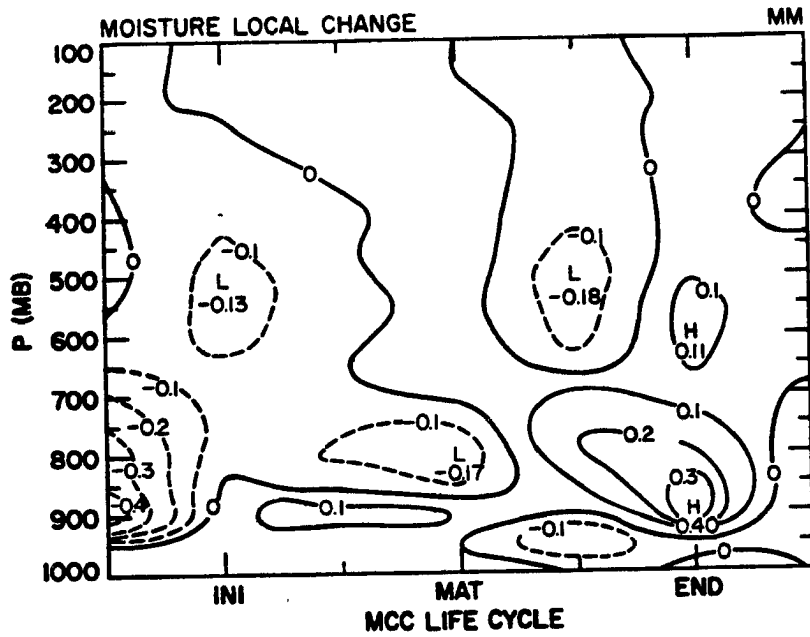 MOISTURE LOCAL CHANGE
MM
100
200
300
400
500
600
700
800
900
1000
P (MB)
0
0
0
0
-0.1
L
-0.13
-0.1
L
-0.18
0.1
H
0.11
-0.1
-0.2
-0.3
-0.4
0
0.1
L
-0.17
0.1
0.1
0.2
0.3
H
0.40
0
0.1
0
INI
MAT
END
MCC LIFE CYCLE